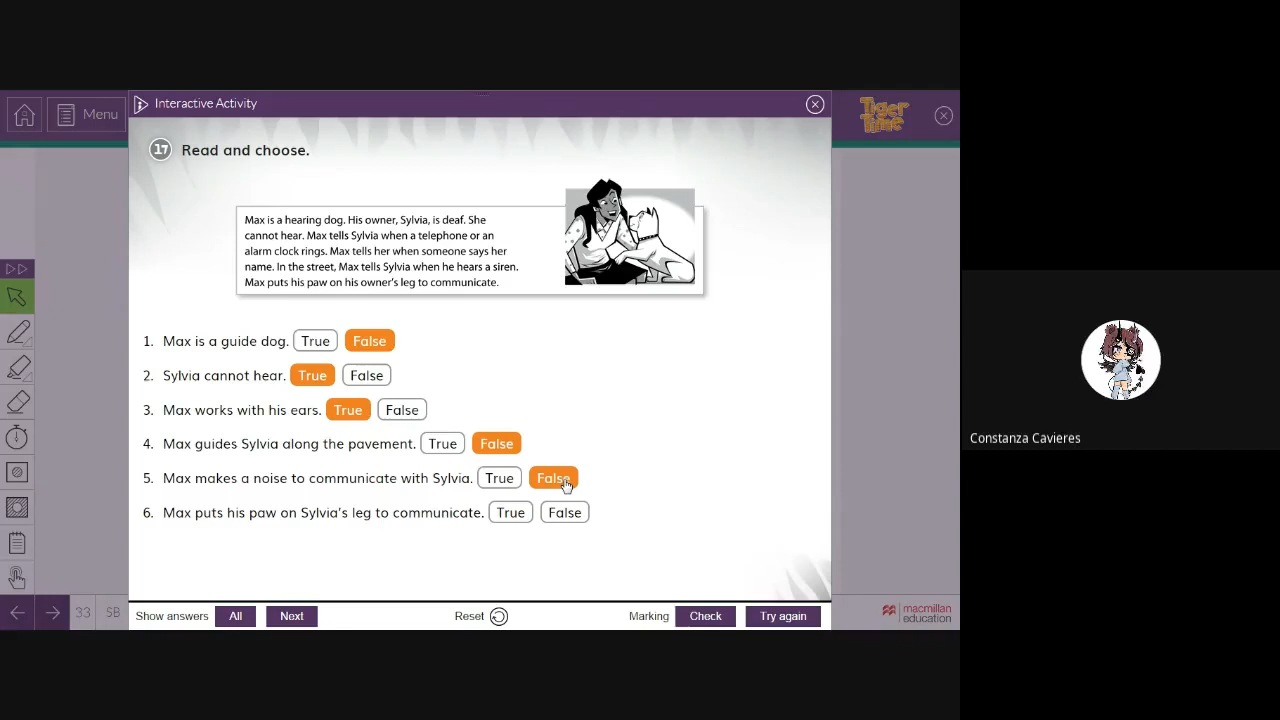 Interactive Activity
Menu
Tiger Time
17 Read and choose.
Max is a hearing dog. His owner, Sylvia, is deaf. She
cannot hear. Max tells Sylvia when a telephone or an
alarm clock rings. Max tells her when someone says her
name. In the street, Max tells Sylvia when he hears a siren.
Max puts his paw on his owner's leg to communicate.
1. Max is a guide dog. True False
2. Sylvia cannot hear. True False
3. Max works with his ears. True False
4. Max guides Sylvia along the pavement. True False
5. Max makes a noise to communicate with Sylvia. True False
6. Max puts his paw on Sylvia's leg to communicate. True False
Constanza Cavieres
33 SB
Show answers All Next Reset Marking Check Try again
macmillan
education